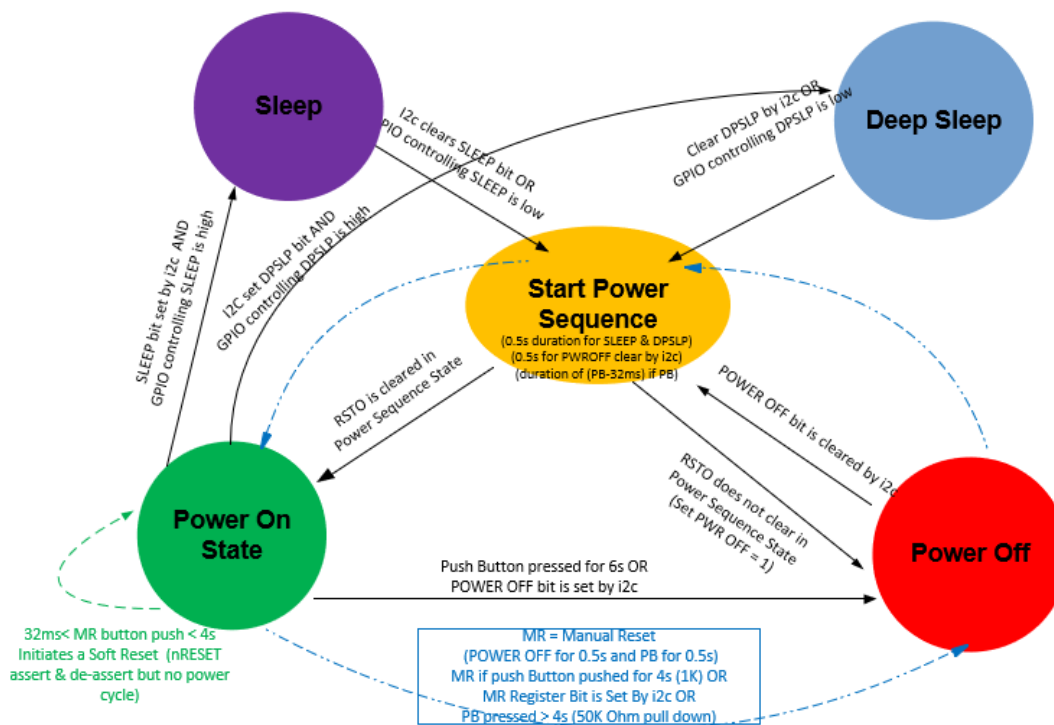 Sleep
Deep Sleep
I2c clears SLEEP bit OR
PIO controlling SLEEP is low
Clear DPSLP by i2c OR
GPIO controlling DPSLP is low
SLEEP bit set by i2c AND
GPIO controlling SLEEP is high
I2C set DPSLP bit AND
GPIO controlling DPSLP is high
Start Power
Sequence
(0.5s duration for SLEEP & DPSLP)
(0.5s for PWROFF clear by i2c)
(duration of (PB-32ms) if PB)
RSTO is cleared in
Power Sequence State
POWER OFF bit is cleared by i2c
RSTO does not clear in
Power Sequence State
(Set PWR OFF = 1)
Power On
State
Power Off
Push Button pressed for 6s OR
POWER OFF bit is set by i2c
32ms< MR button push < 4s
Initiates a Soft Reset (nRESET
assert & de-assert but no power
cycle)
MR = Manual Reset
(POWER OFF for 0.5s and PB for 0.5s)
MR if push Button pushed for 4s (1K) OR
MR Register Bit is Set By i2c OR
PB pressed > 4s (50K Ohm pull down)